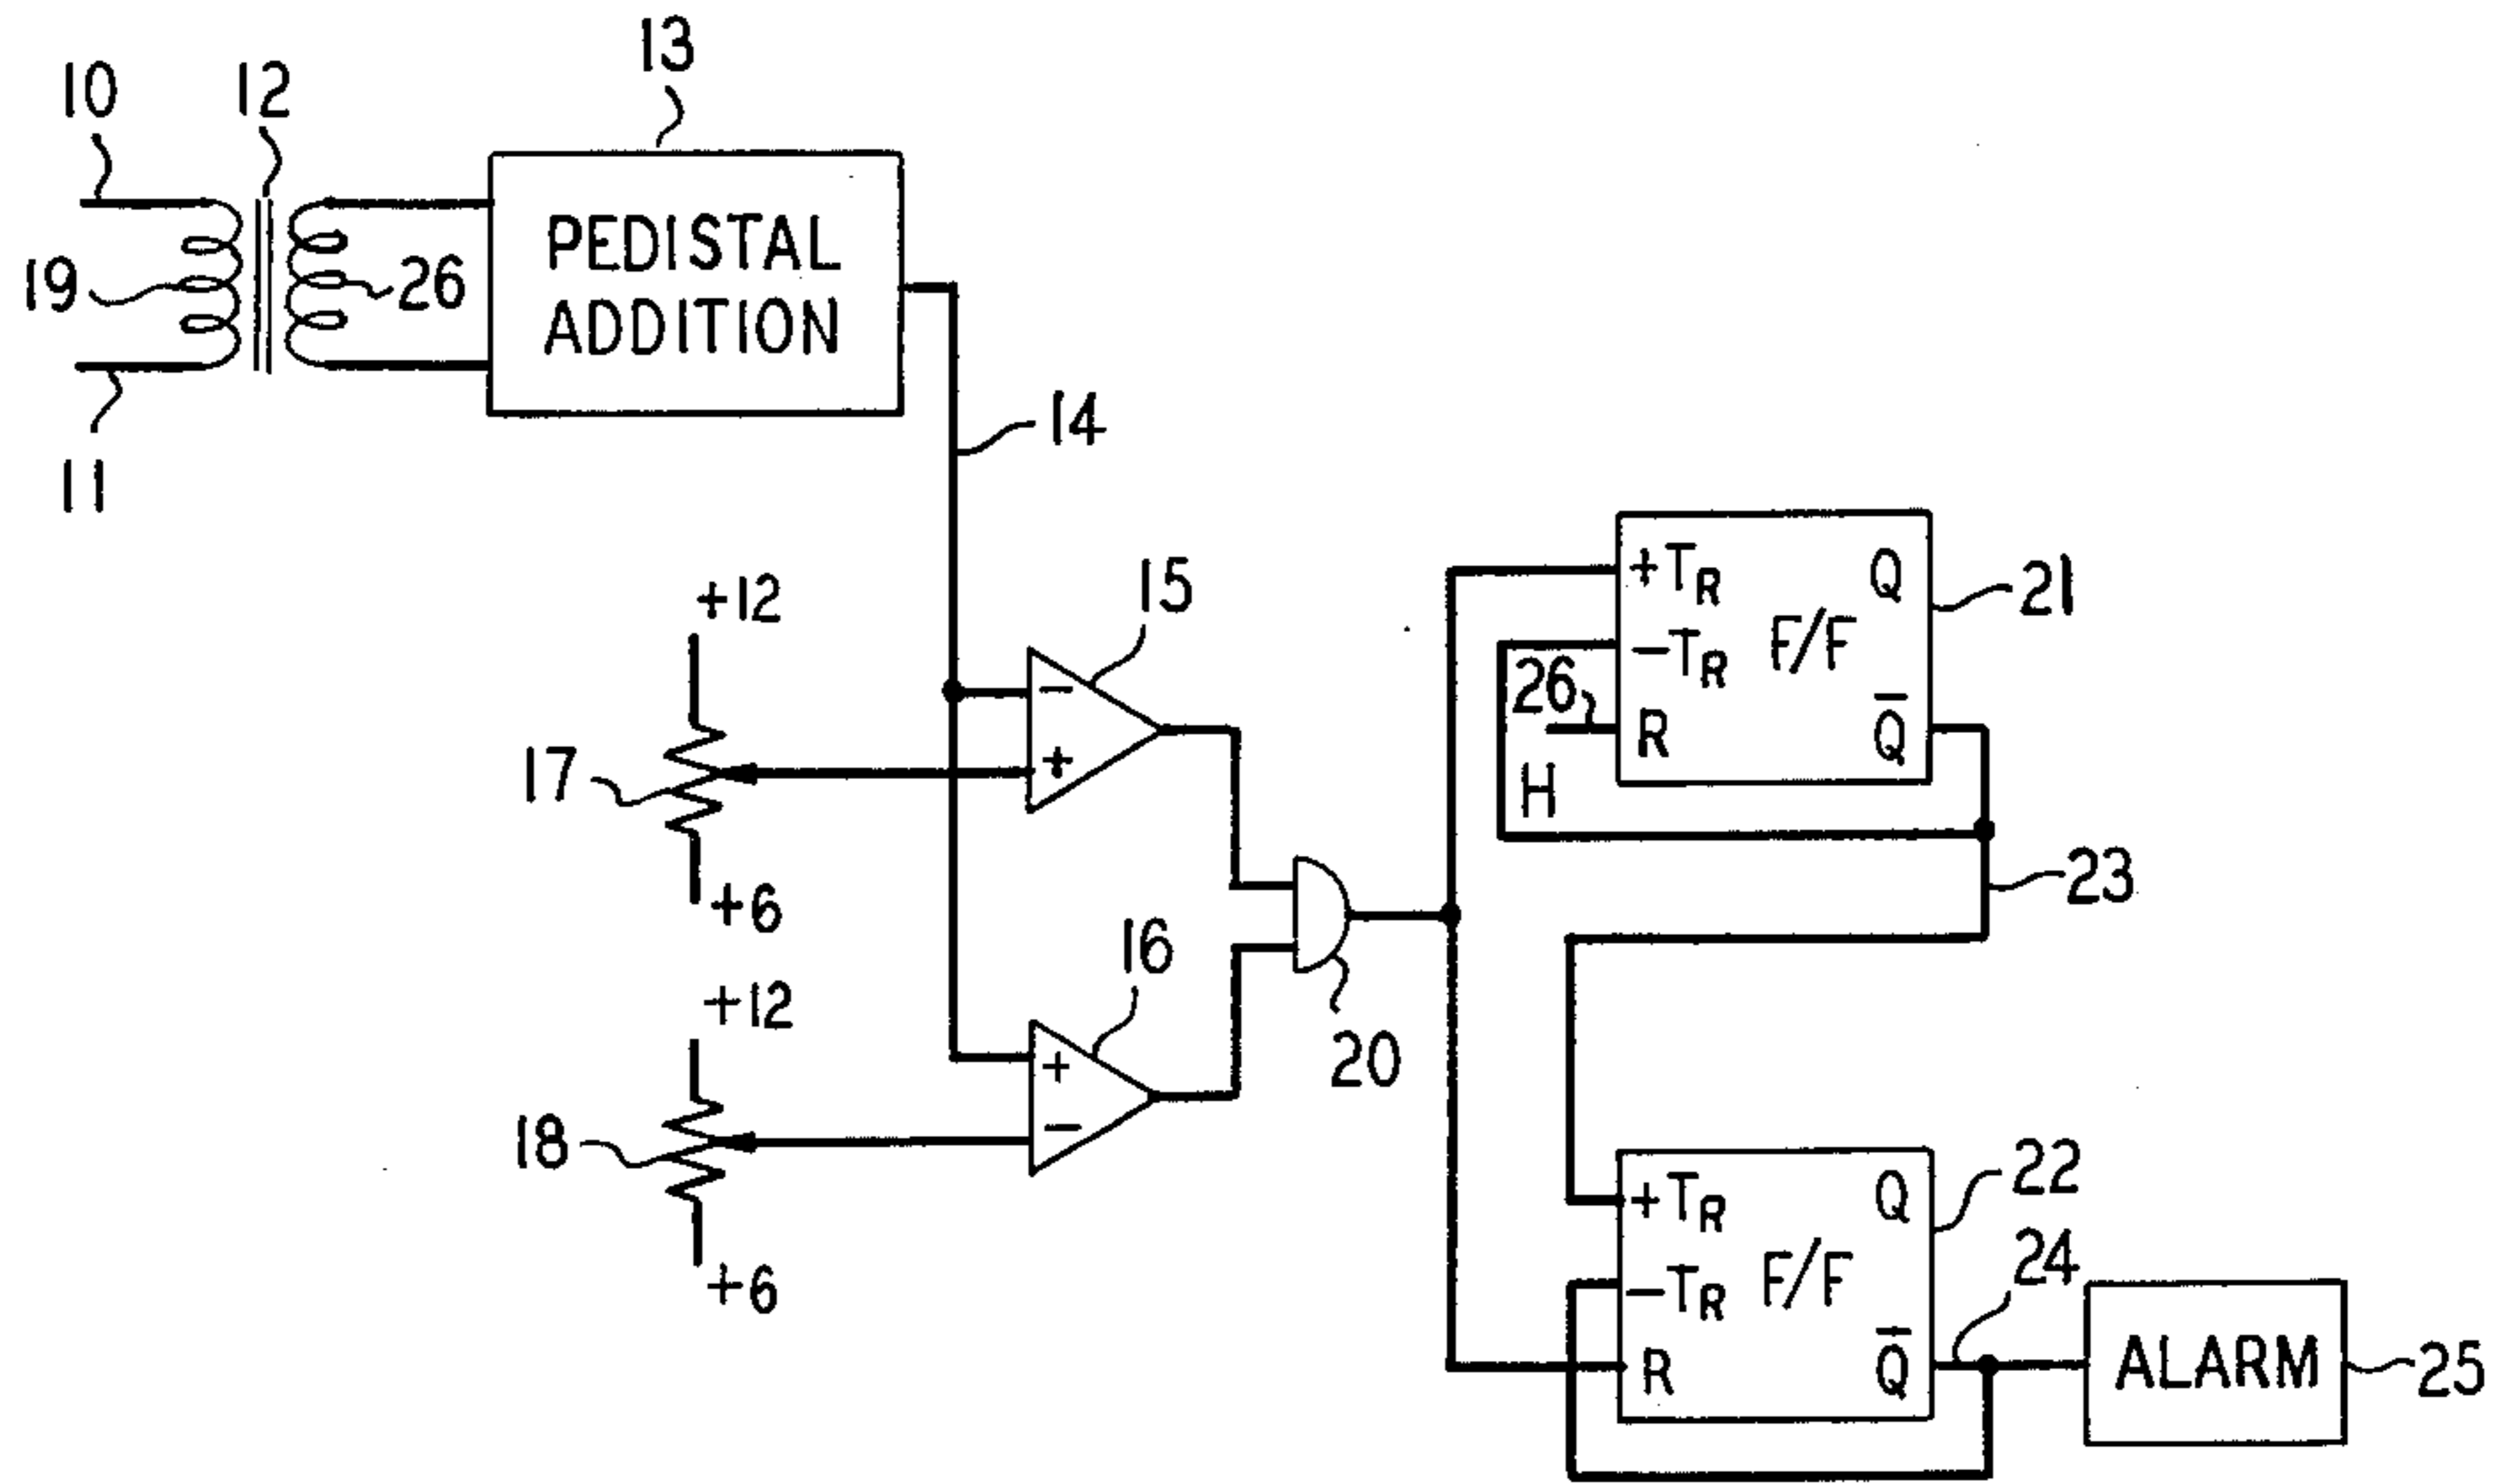 13
10
12
PEDISTAL
ADDITION
19
26
11
14
+12
15
17
+6
- 
+
+TR
Q
F/F
-TR
21
26
R
Q̅
H
23
16
+12
20
18
+
-
+6
+TR
Q
22
F/F
-TR
24
R
Q̅
ALARM
25